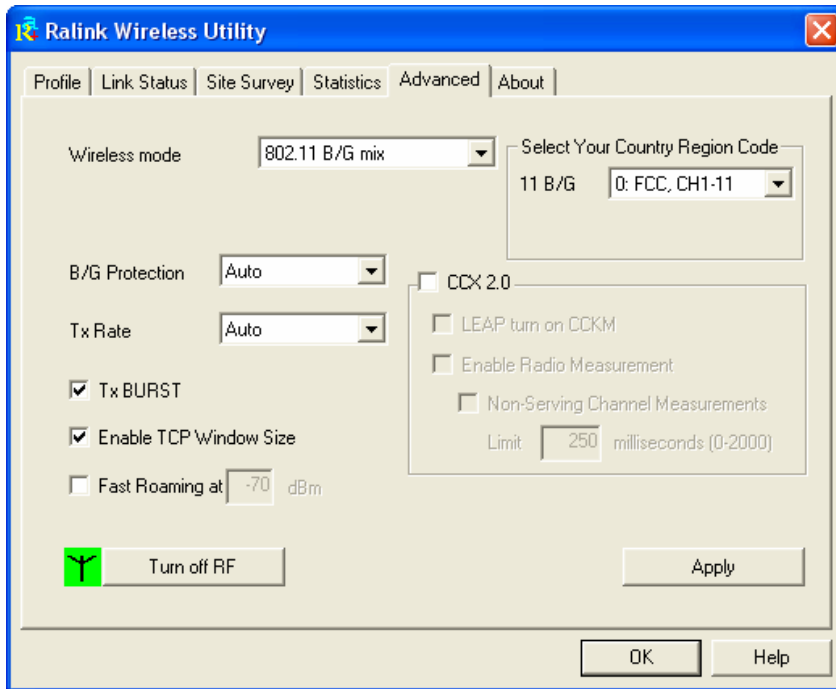 Ralink Wireless Utility
Profile Link Status Site Survey Statistics Advanced About
Wireless mode 802.11 B/G mix
Select Your Country Region Code
11 B/G 0: FCC, CH1-11
B/G Protection Auto
CCX 2.0
Tx Rate Auto
LEAP turn on CCKM
Enable Radio Measurement
Tx BURST
Non-Serving Channel Measurements
Enable TCP Window Size
Limit 250 milliseconds (0-2000)
Fast Roaming at -70 dBm
Turn off RF
Apply
OK Help